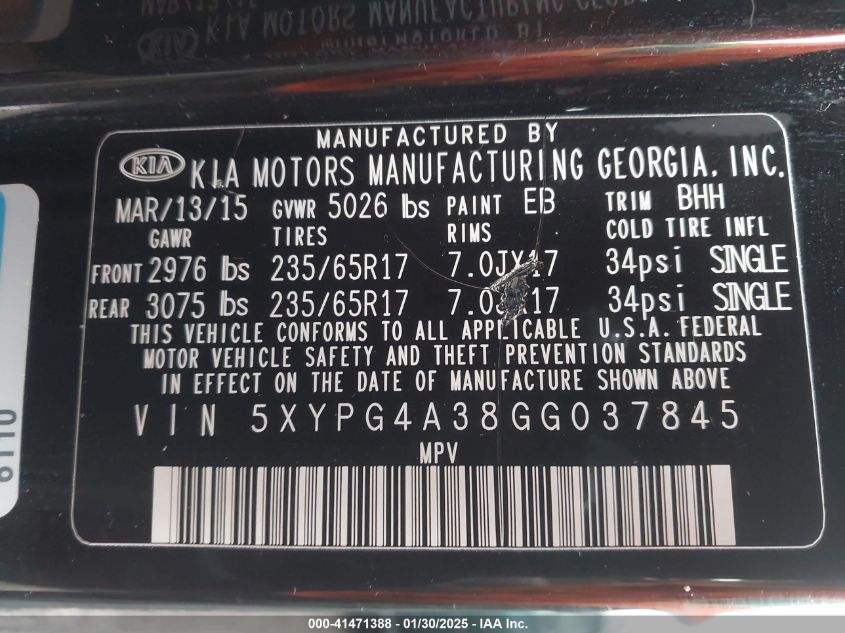 MANUFACTURED BY
KIA KIA MOTORS MANUFACTURING GEORGIA, INC.
MAR/13/15 GVWR 5026 lbs PAINT EB TRIM BHH
GAWR TIRES RIMS COLD TIRE INFL
FRONT 2976 lbs 235/65R17 7.0JX17 34psi SINGLE
REAR 3075 lbs 235/65R17 7.0JX17 34psi SINGLE
THIS VEHICLE CONFORMS TO ALL APPLICABLE U.S.A. FEDERAL
MOTOR VEHICLE SAFETY AND THEFT PREVENTION STANDARDS
IN EFFECT ON THE DATE OF MANUFACTURE SHOWN ABOVE
VIN 5XYPG4A38GG037845
MPV
6110
000-41471388 - 01/30/2025 - IAA Inc.